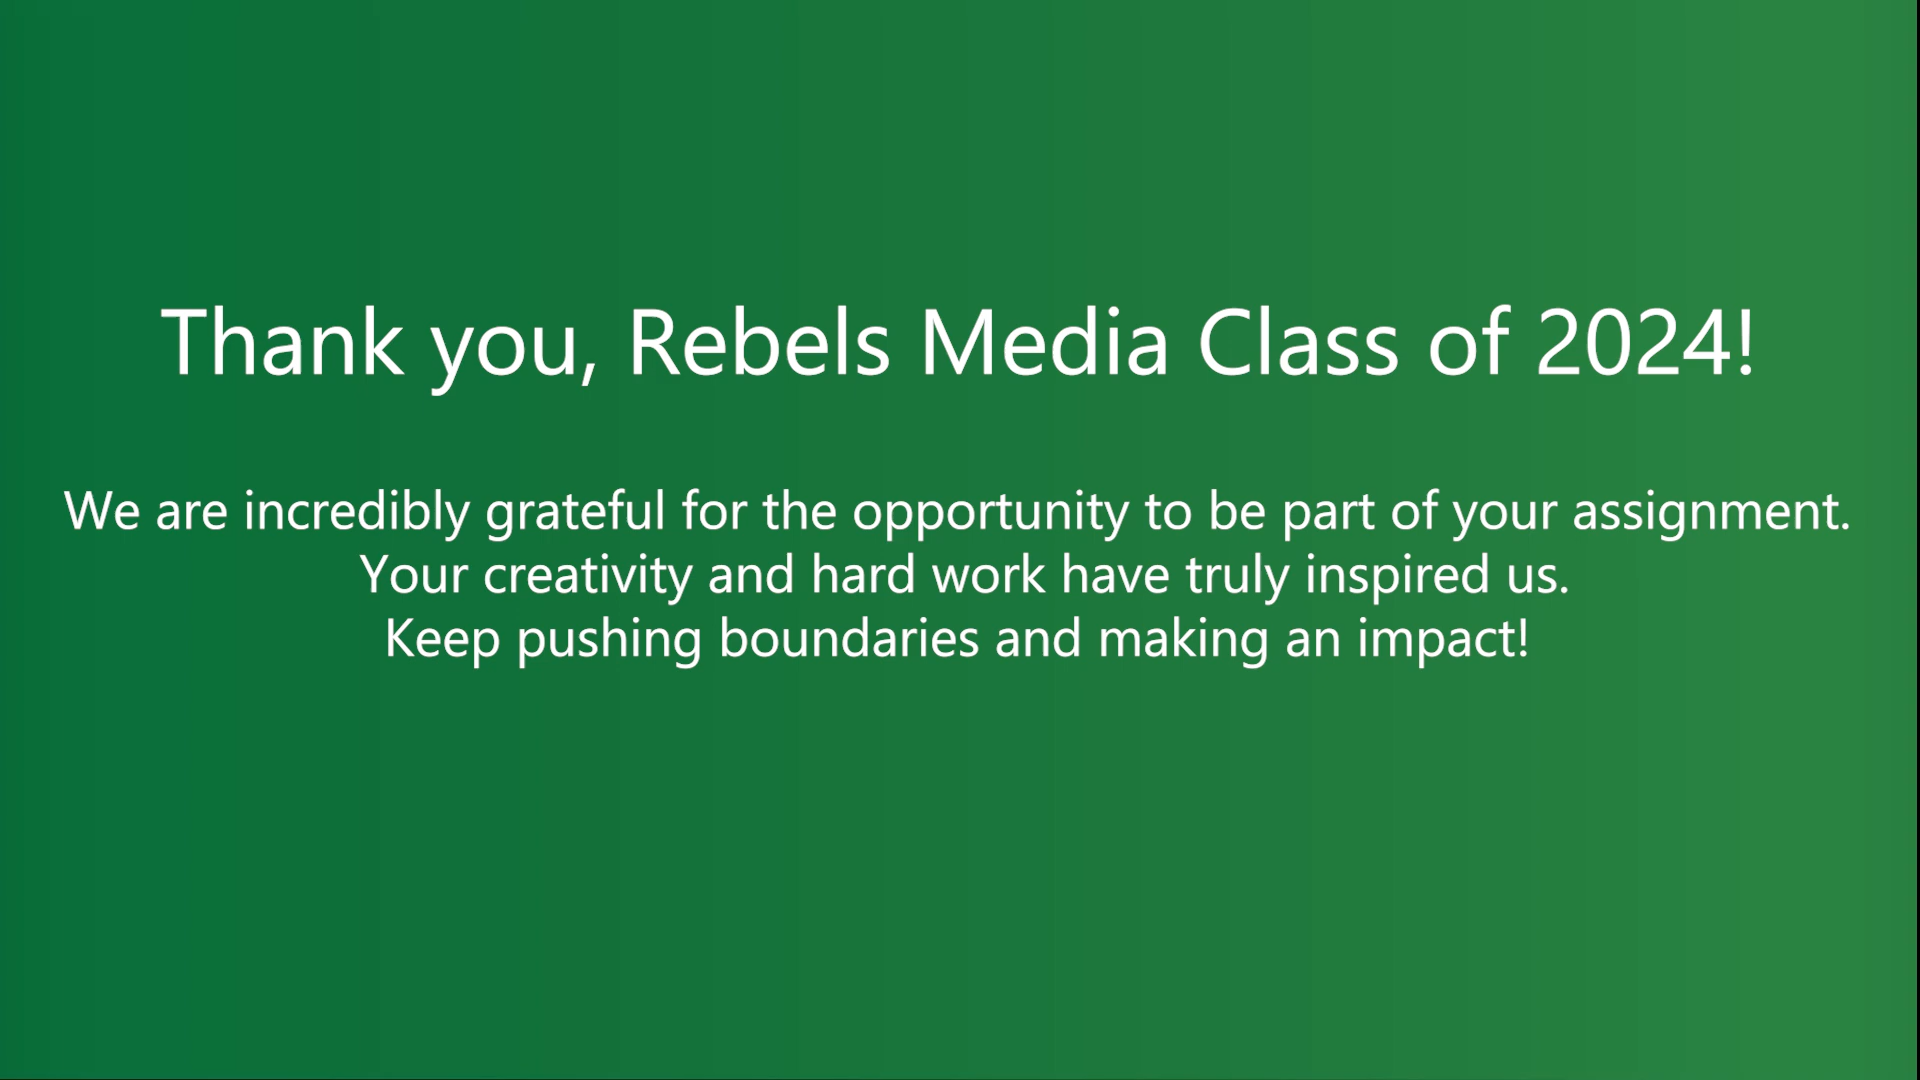 Thank you, Rebels Media Class of 2024!
We are incredibly grateful for the opportunity to be part of your assignment.
Your creativity and hard work have truly inspired us.
Keep pushing boundaries and making an impact!